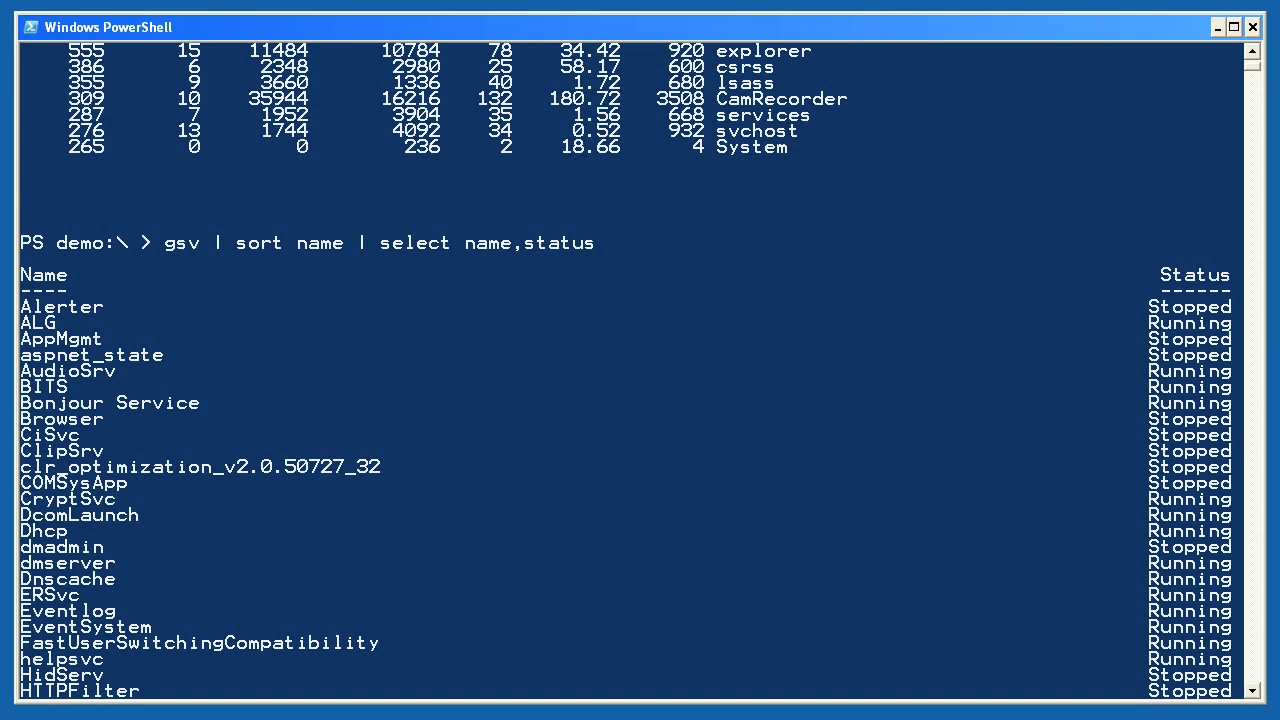 Windows PowerShell
555 15 11484 10784 78 34.42 920 explorer
386 6 2348 2980 25 58.17 600 csrss
355 9 3660 1336 40 1.72 680 lsass
309 10 35944 16216 132 180.72 3508 CamRecorder
287 7 1952 3904 35 1.56 668 services
276 13 1744 4092 34 0.52 932 svchost
265 0 0 236 2 18.66 4 System
PS demo:\ > gsv | sort name | select name,status
Name Status
---- ------
Alerter Stopped
ALG Running
AppMgmt Stopped
aspnet_state Stopped
AudioSrv Running
BITS Running
Bonjour Service Running
Browser Stopped
CiSvc Stopped
ClipSrv Stopped
clr_optimization_v2.0.50727_32 Stopped
COMSysApp Stopped
CryptSvc Running
DcomLaunch Running
Dhcp Running
dmadmin Stopped
dmserver Running
Dnscache Running
ERSvc Running
Eventlog Running
EventSystem Running
FastUserSwitchingCompatibility Running
helpsvc Running
HidServ Stopped
HTTPFilter Stopped